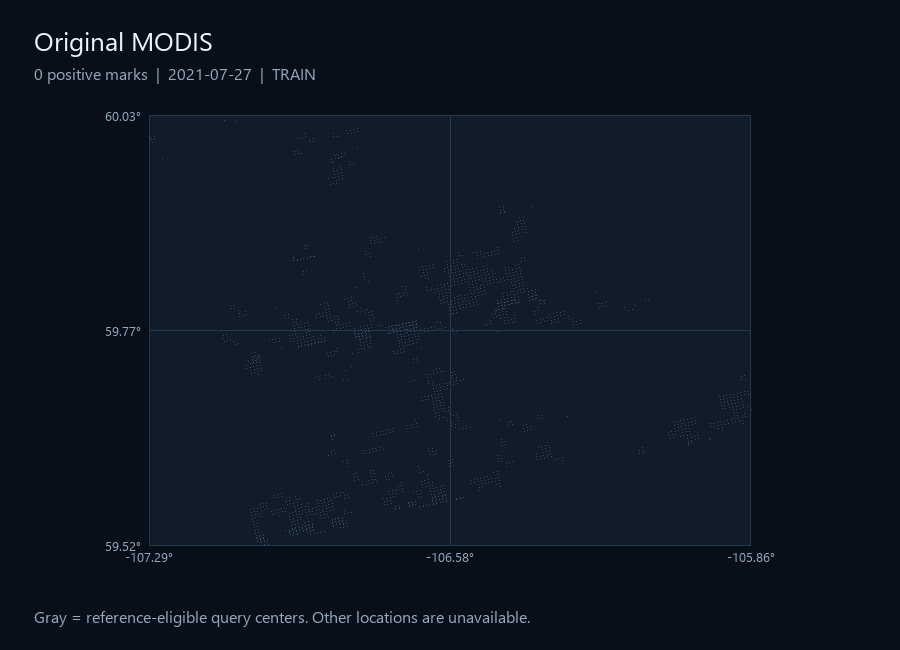 Original MODIS
0 positive marks | 2021-07-27 | TRAIN
60.03°
59.77°
59.52°
-107.29°
-106.58°
-105.86°
Gray = reference-eligible query centers. Other locations are unavailable.